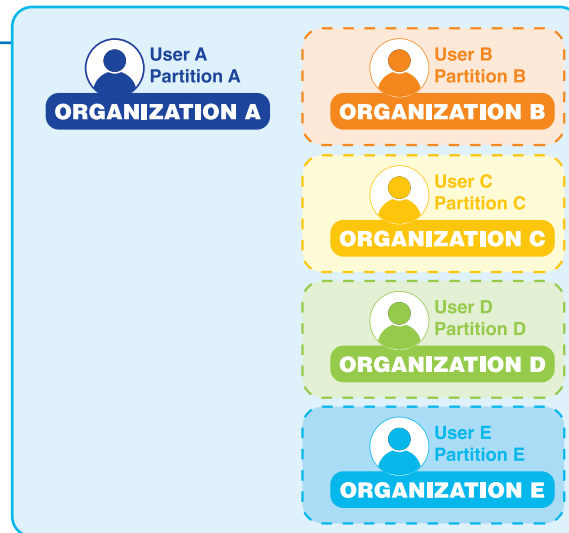 User A
Partition A
ORGANIZATION A
User B
Partition B
ORGANIZATION B
User C
Partition C
ORGANIZATION C
User D
Partition D
ORGANIZATION D
User E
Partition E
ORGANIZATION E